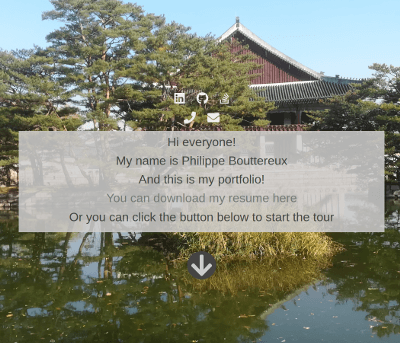 Hi everyone!
My name is Philippe Bouttereux
And this is my portfolio!
You can download my resume here
Or you can click the button below to start the tour